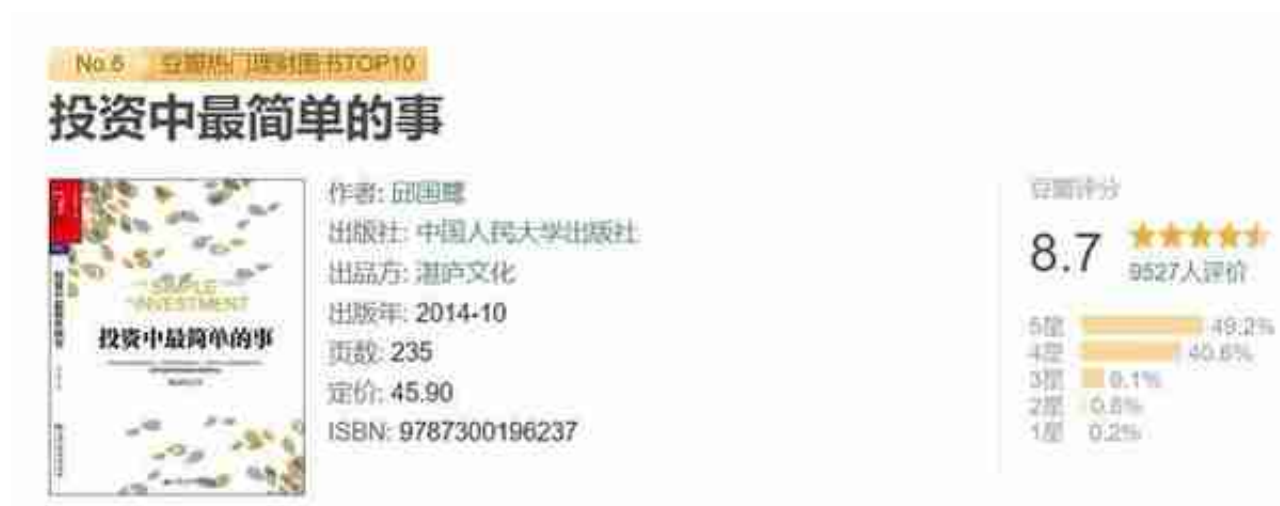 No.6 豆瓣热门理财图书TOP10
投资中最简单的事
SIMPLE
INVESTMENT
投资中最简单的事
作者: 邱国鹭
出版社: 中国人民大学出版社
出品方: 湛庐文化
出版年: 2014-10
页数: 235
定价: 45.90
ISBN: 9787300196237
豆瓣评分
8.7
9527人评价
5星 49.2%
4星 40.6%
3星 9.1%
2星 0.8%
1星 0.2%